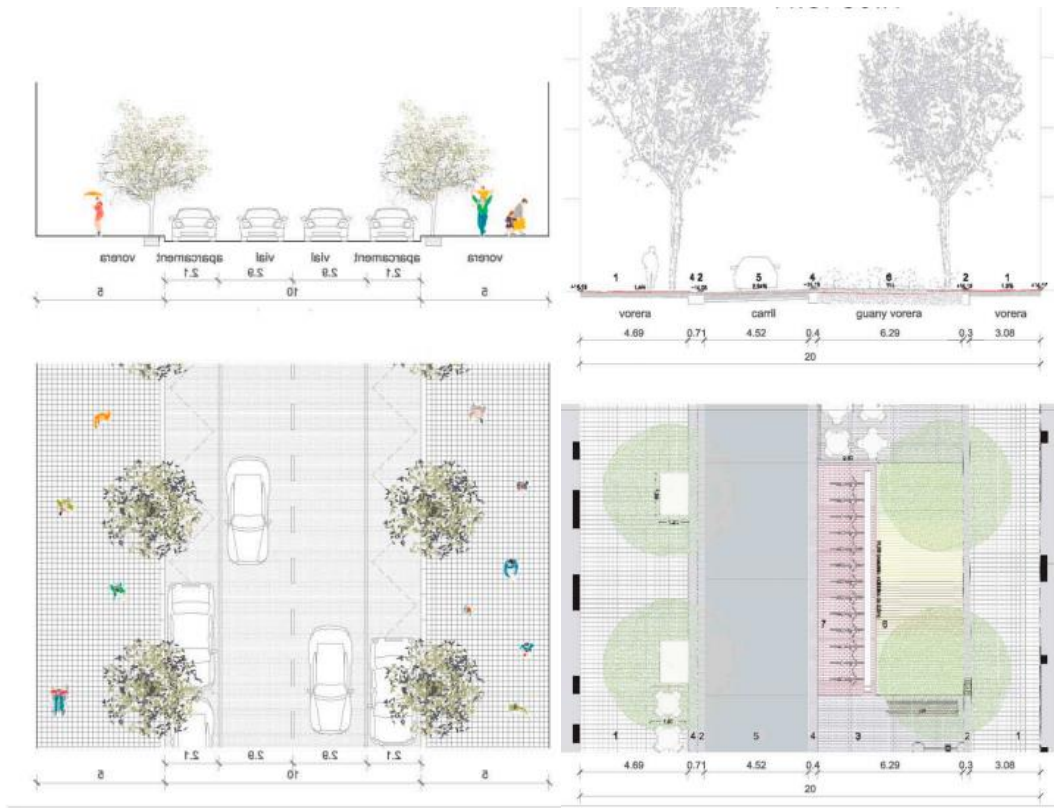 vorera aparcament vial vial aparcament vorera
2.1 2.9 2.9 2.1
5 10 5
1 4 2 5 4 6 2 1
vorera carril guany vorera vorera
4.69 0.71 4.52 0.4 6.29 0.3 3.08
20
2.1 2.9 2.9 2.1
5 10 5
7
1 4 2 5 4 3 2 1
4.69 0.71 4.52 0.4 6.29 0.3 3.08
20